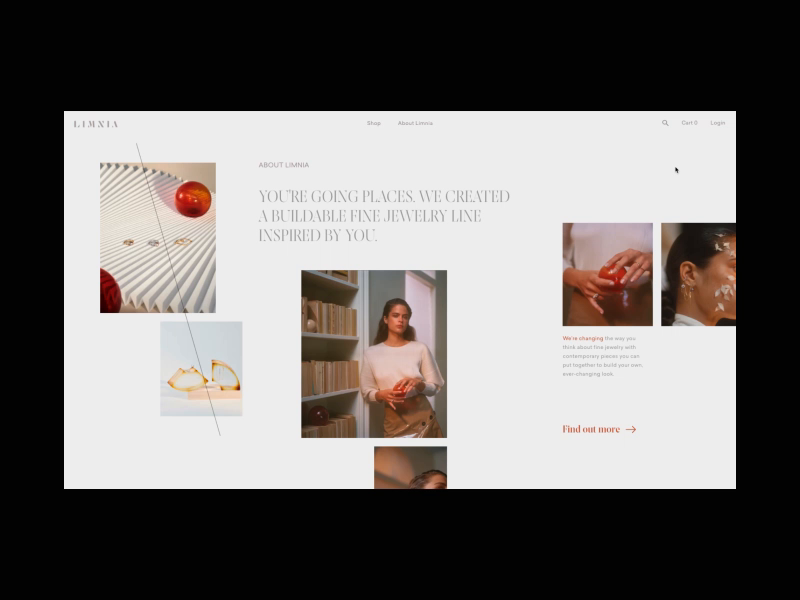 LIMNIA
Shop
About Limnia
Cart 0
Login
ABOUT LIMNIA
YOU'RE GOING PLACES. WE CREATED
A BUILDABLE FINE JEWELRY LINE
INSPIRED BY YOU.
We're changing the way you
think about fine jewelry with
contemporary pieces you can
put together to build your own
ever-changing look.
Find out more